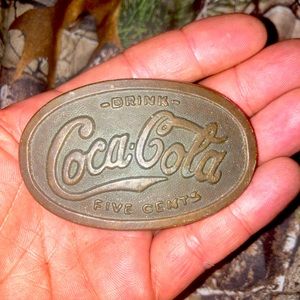 -DRINK-
Coca-Cola
FIVE CENTS